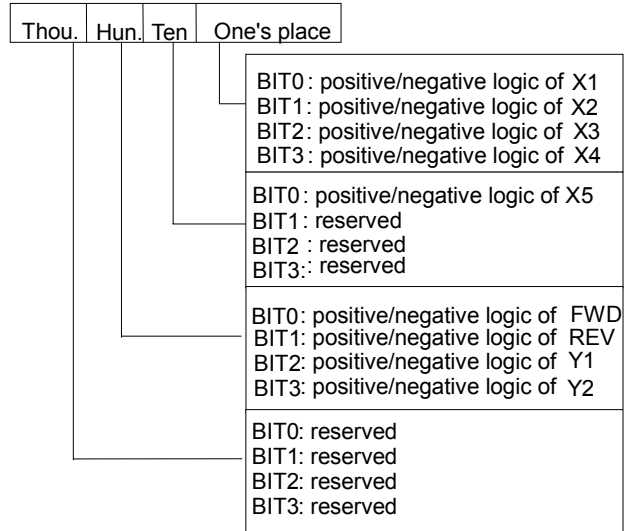 Thou. Hun. Ten One's place
BIT0: positive/negative logic of X1
BIT1: positive/negative logic of X2
BIT2: positive/negative logic of X3
BIT3: positive/negative logic of X4
BIT0: positive/negative logic of X5
BIT1: reserved
BIT2 : reserved
BIT3:: reserved
BIT0: positive/negative logic of FWD
BIT1: positive/negative logic of REV
BIT2: positive/negative logic of Y1
BIT3: positive/negative logic of Y2
BIT0: reserved
BIT1: reserved
BIT2: reserved
BIT3: reserved